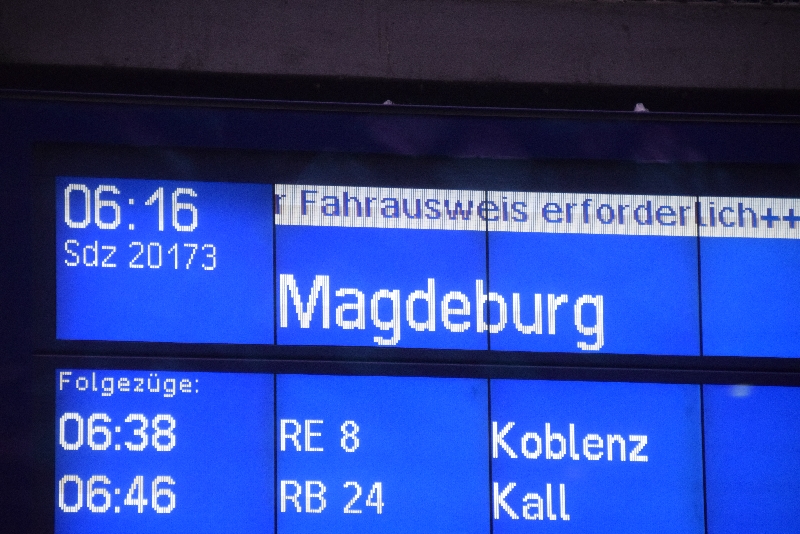 06:16
r Fahrausweis erforderlich++
Sdz 20173
Magdeburg
Folgezüge:
06:38 RE 8 Koblenz
06:46 RB 24 Kall